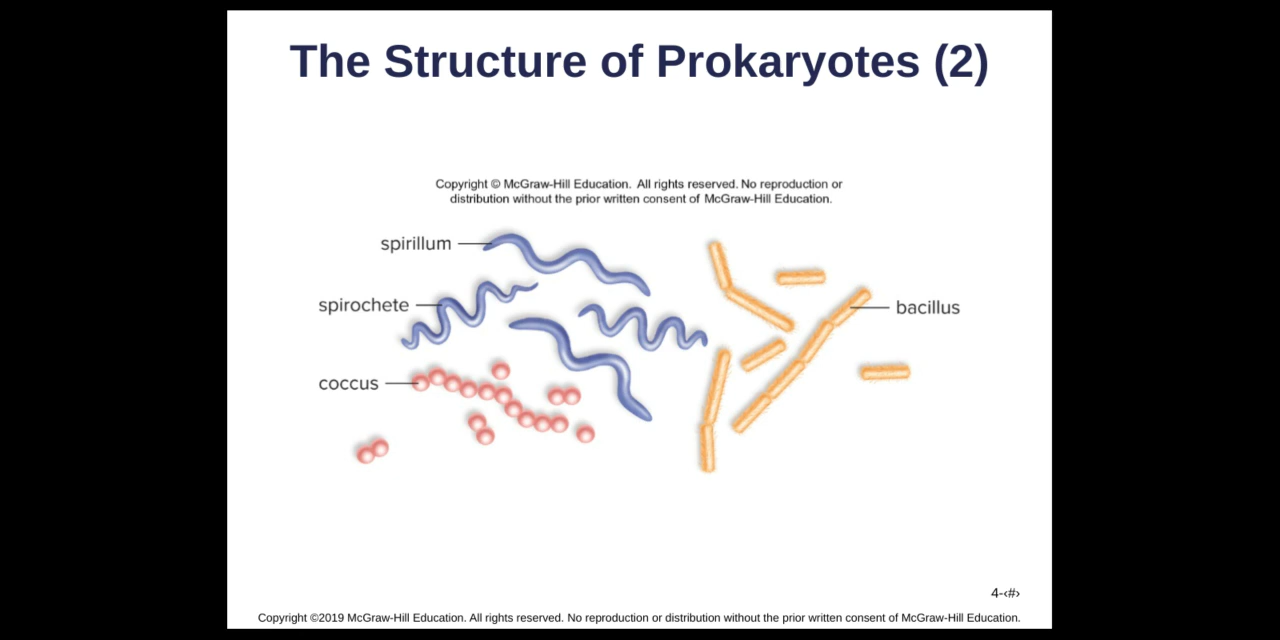 The Structure of Prokaryotes (2)
Copyright © McGraw-Hill Education. All rights reserved. No reproduction or
distribution without the prior written consent of McGraw-Hill Education.
spirillum
spirochete
bacillus
coccus
4-‹#›
Copyright ©2019 McGraw-Hill Education. All rights reserved. No reproduction or distribution without the prior written consent of McGraw-Hill Education.